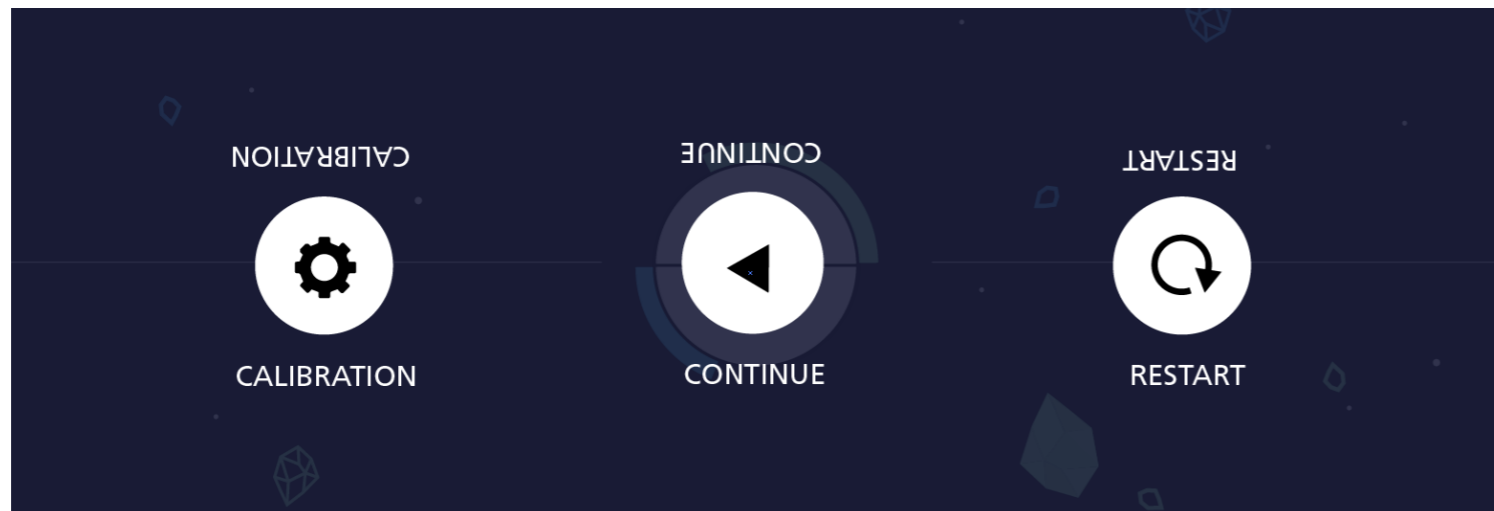 CALIBRATION
CONTINUE
RESTART
CALIBRATION
CONTINUE
RESTART